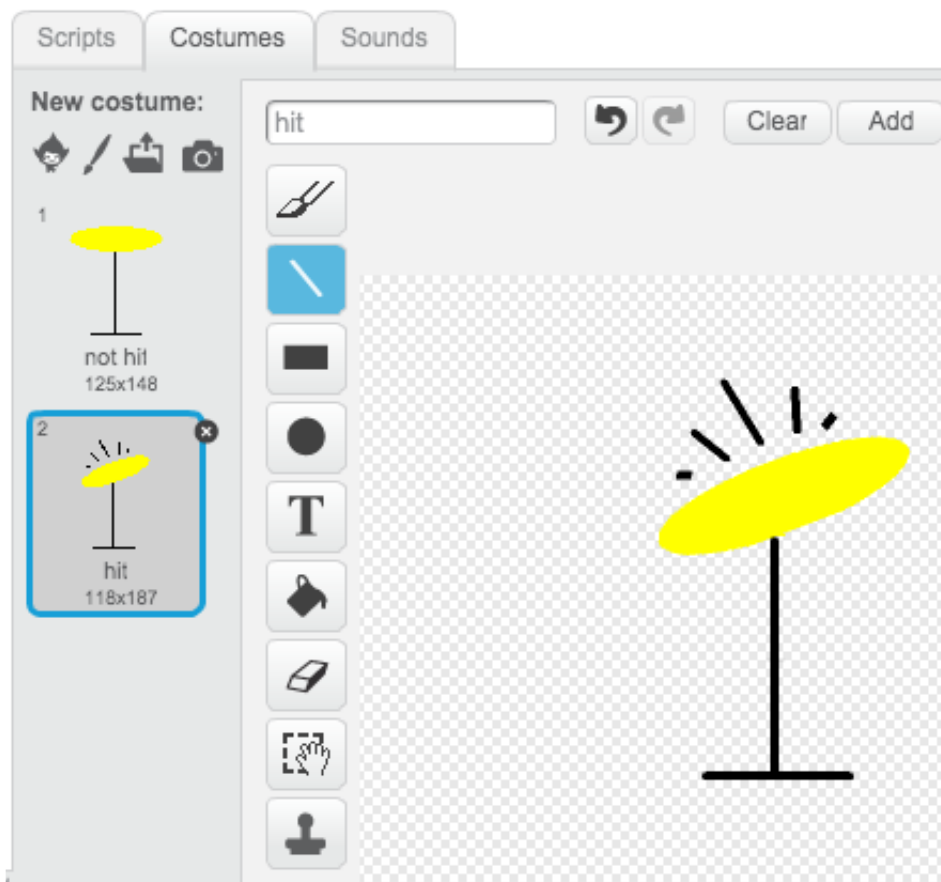 Scripts Costumes Sounds
New costume:
hit
Clear Add
1
not hit
125x148
2
hit
118x187
T